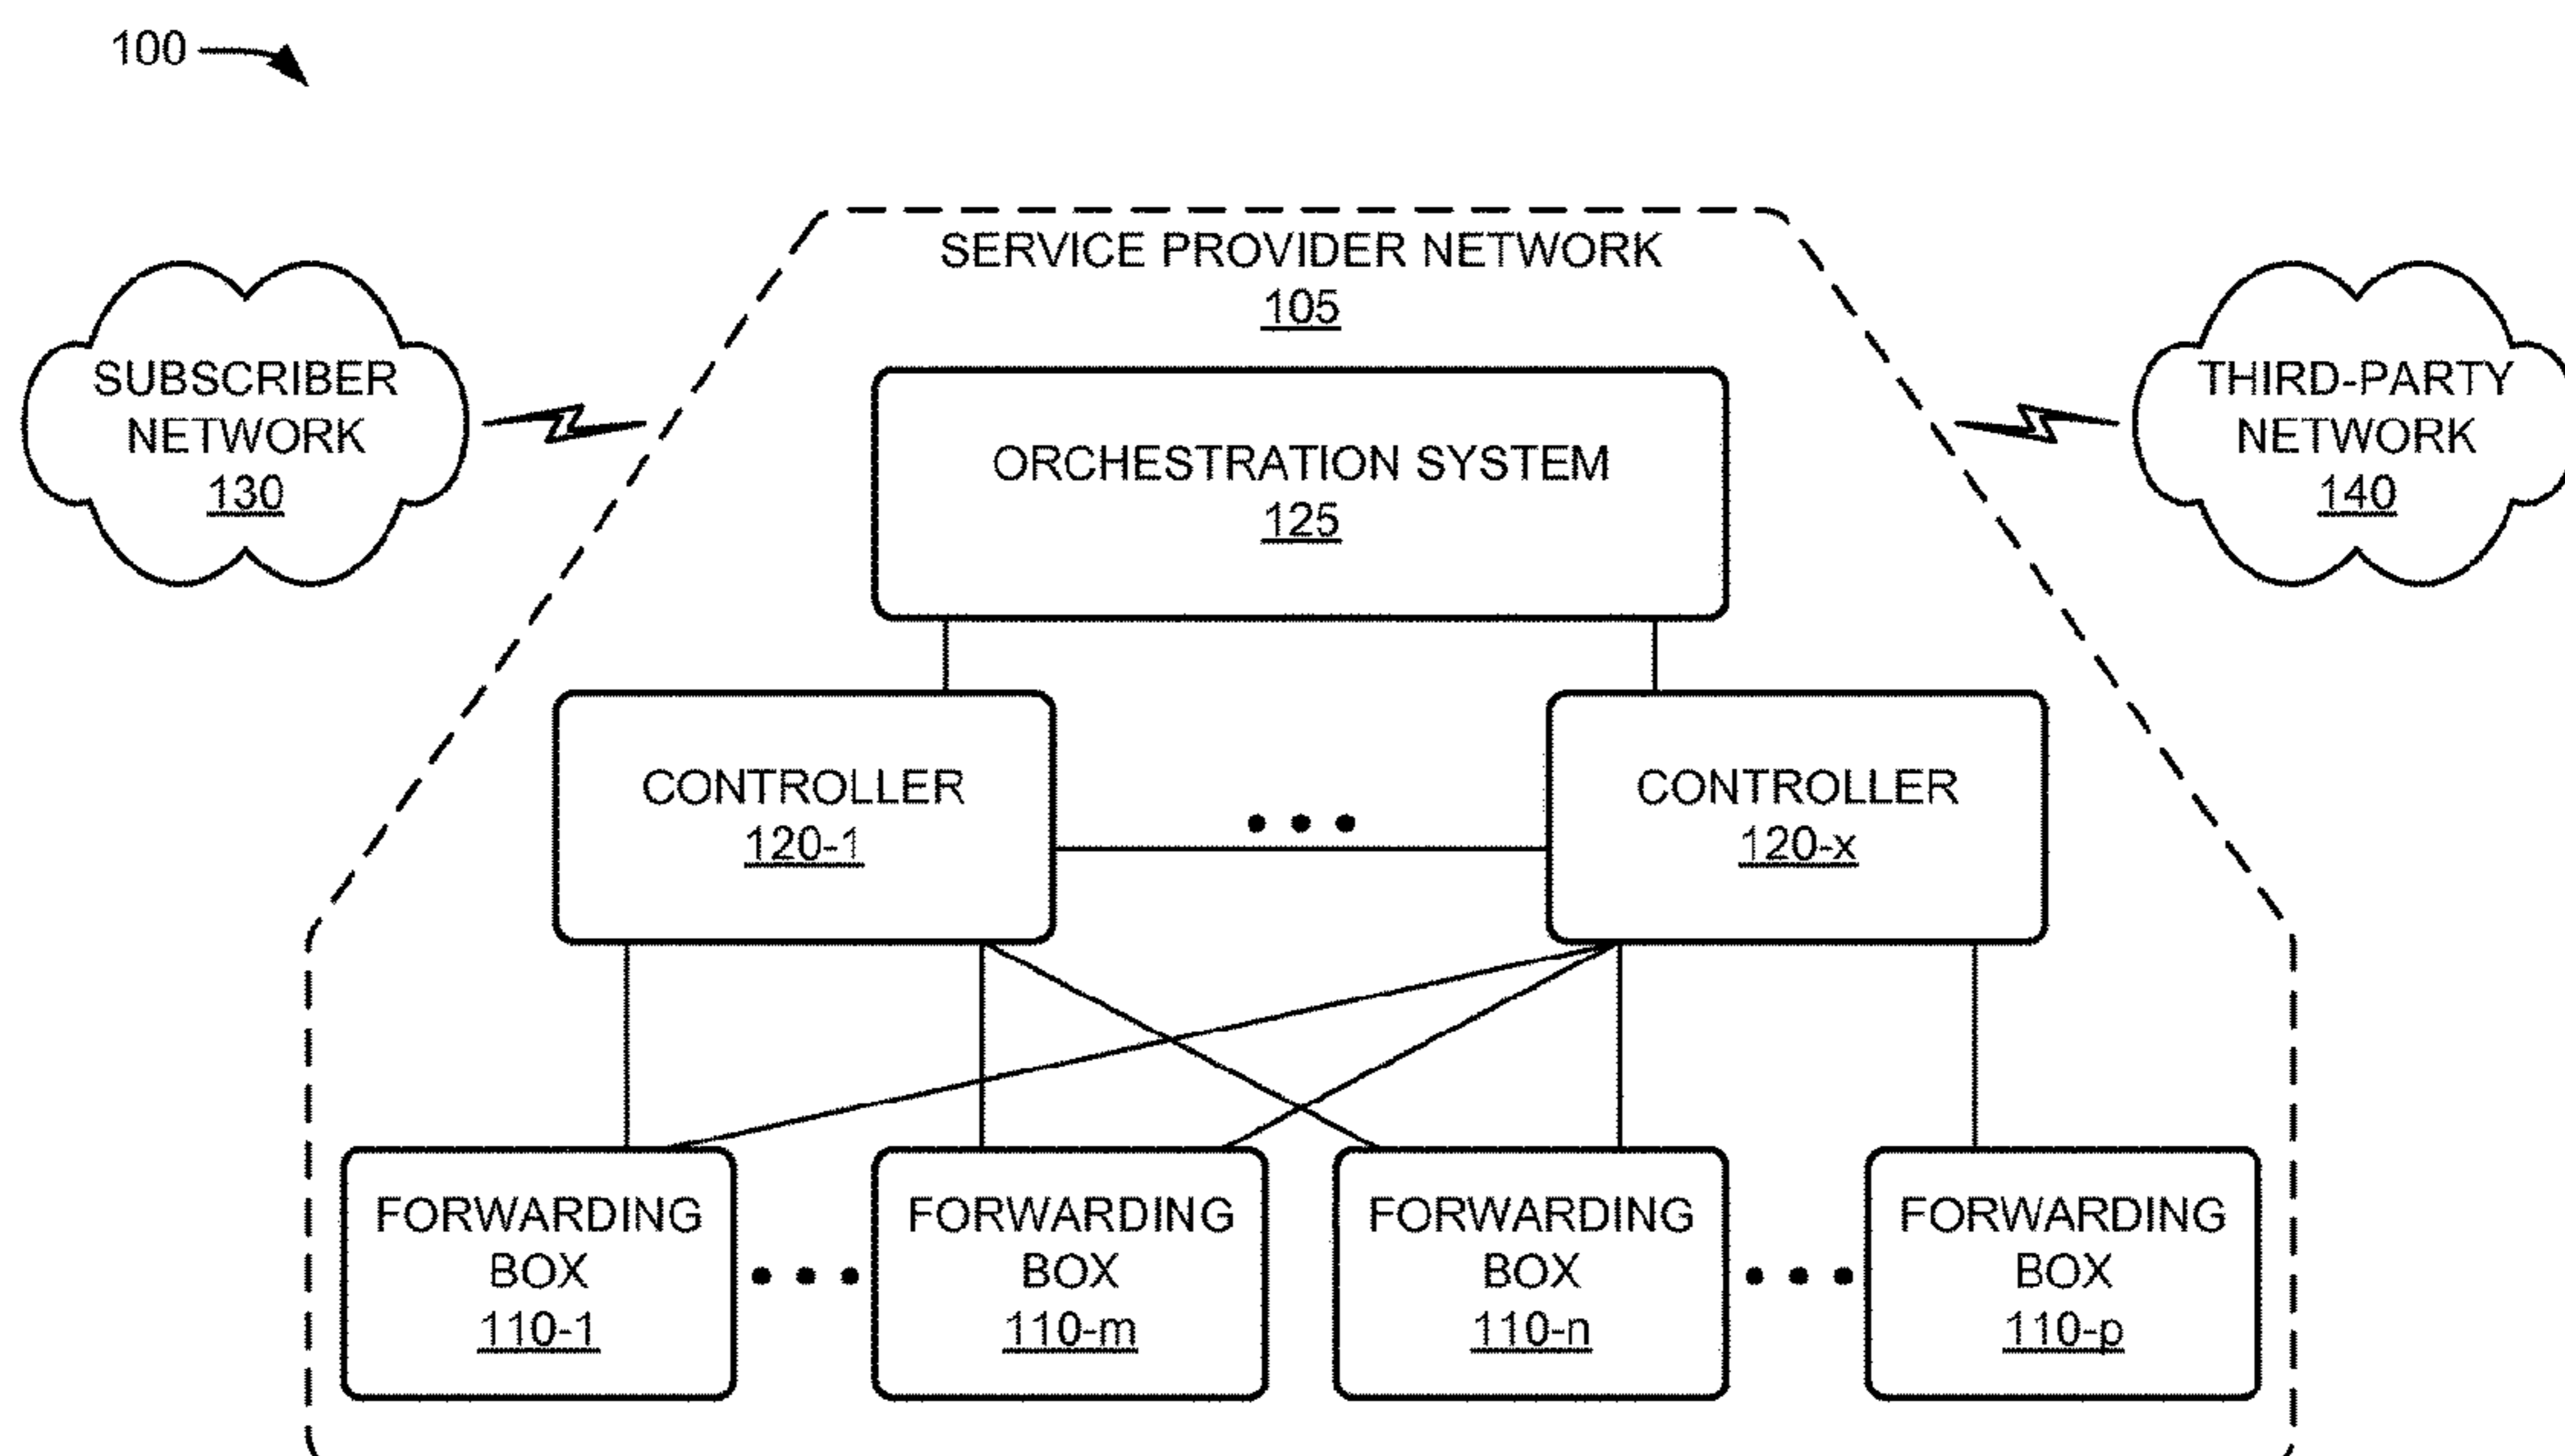 100
SERVICE PROVIDER NETWORK
105
SUBSCRIBER
NETWORK
130
THIRD-PARTY
NETWORK
140
ORCHESTRATION SYSTEM
125
CONTROLLER
120-1
CONTROLLER
120-x
FORWARDING
BOX
110-1
FORWARDING
BOX
110-m
FORWARDING
BOX
110-n
FORWARDING
BOX
110-p